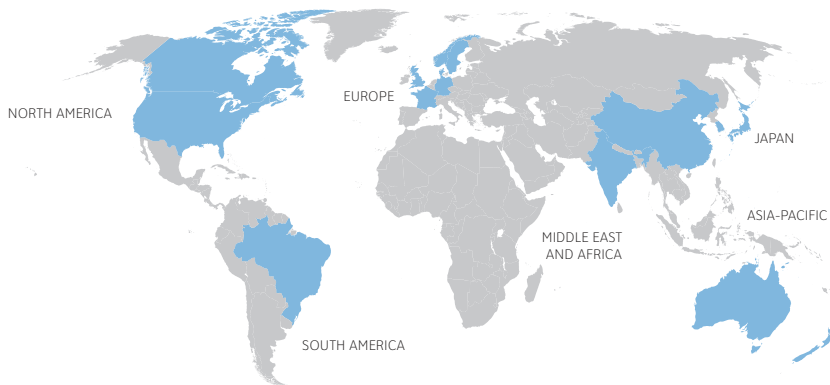 NORTH AMERICA
EUROPE
JAPAN
ASIA-PACIFIC
MIDDLE EAST
AND AFRICA
SOUTH AMERICA